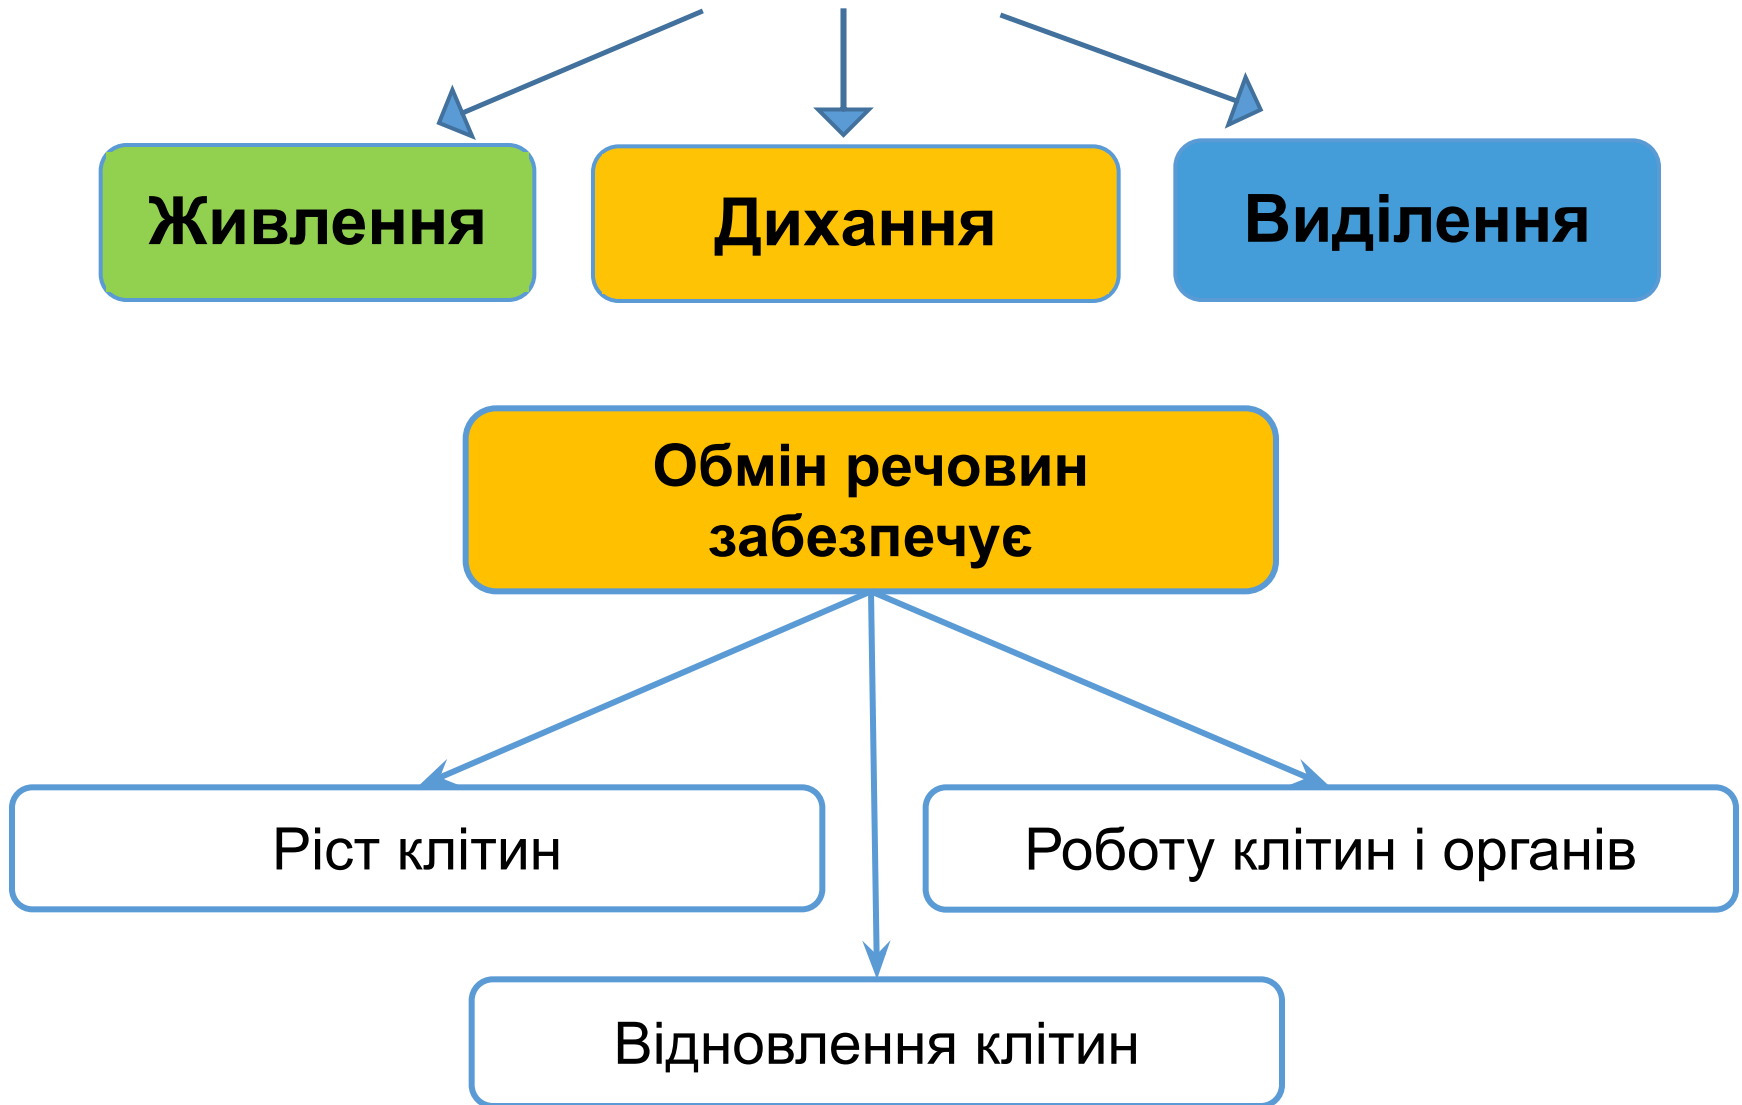 Живлення
Дихання
Виділення
Обмін речовин
забезпечує
Ріст клітин
Роботу клітин і органів
Відновлення клітин